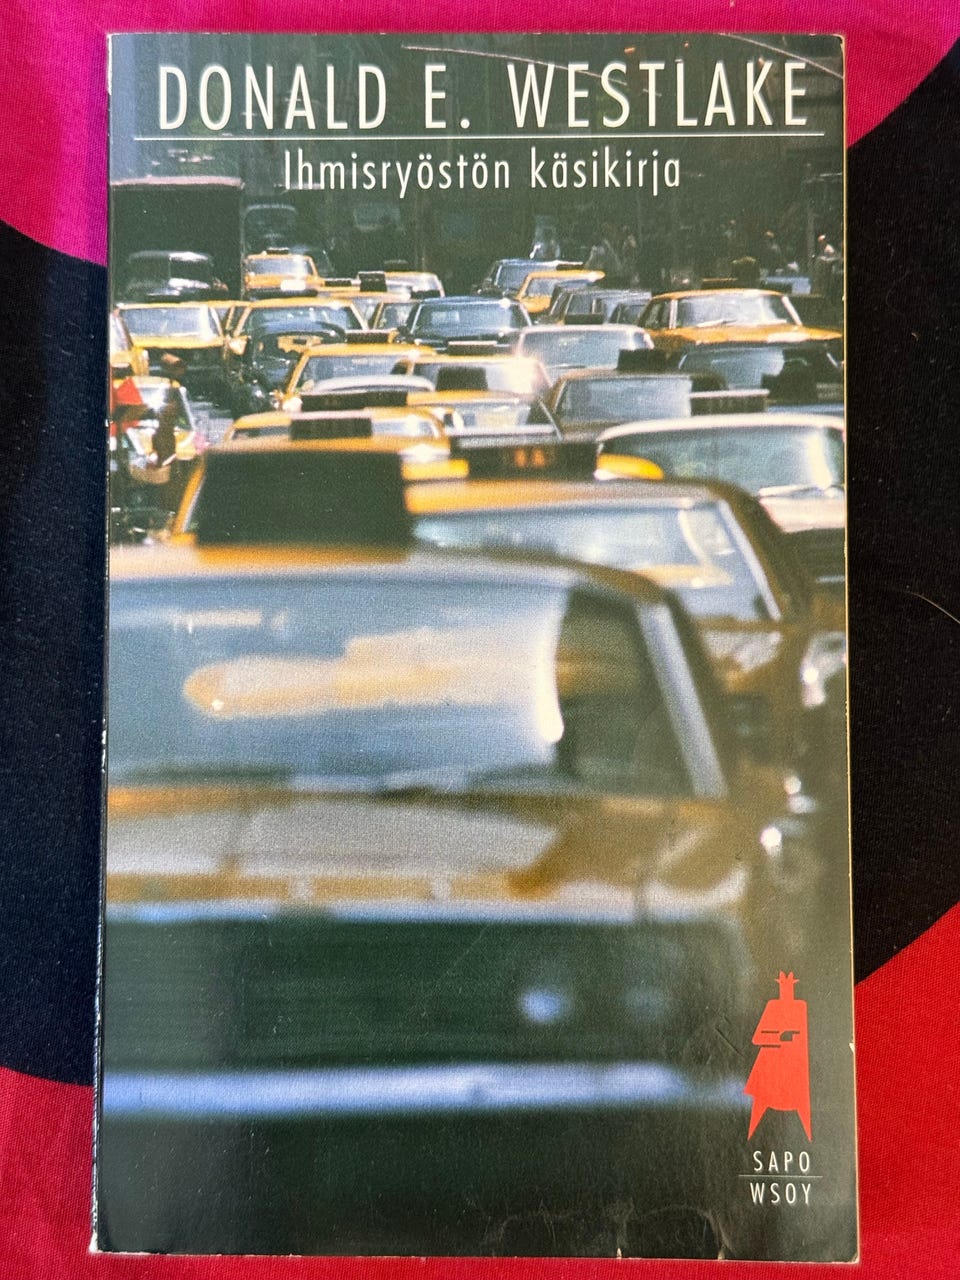 DONALD E. WESTLAKE
Ihmisryöstön käsikirja
SAPO
WSOY